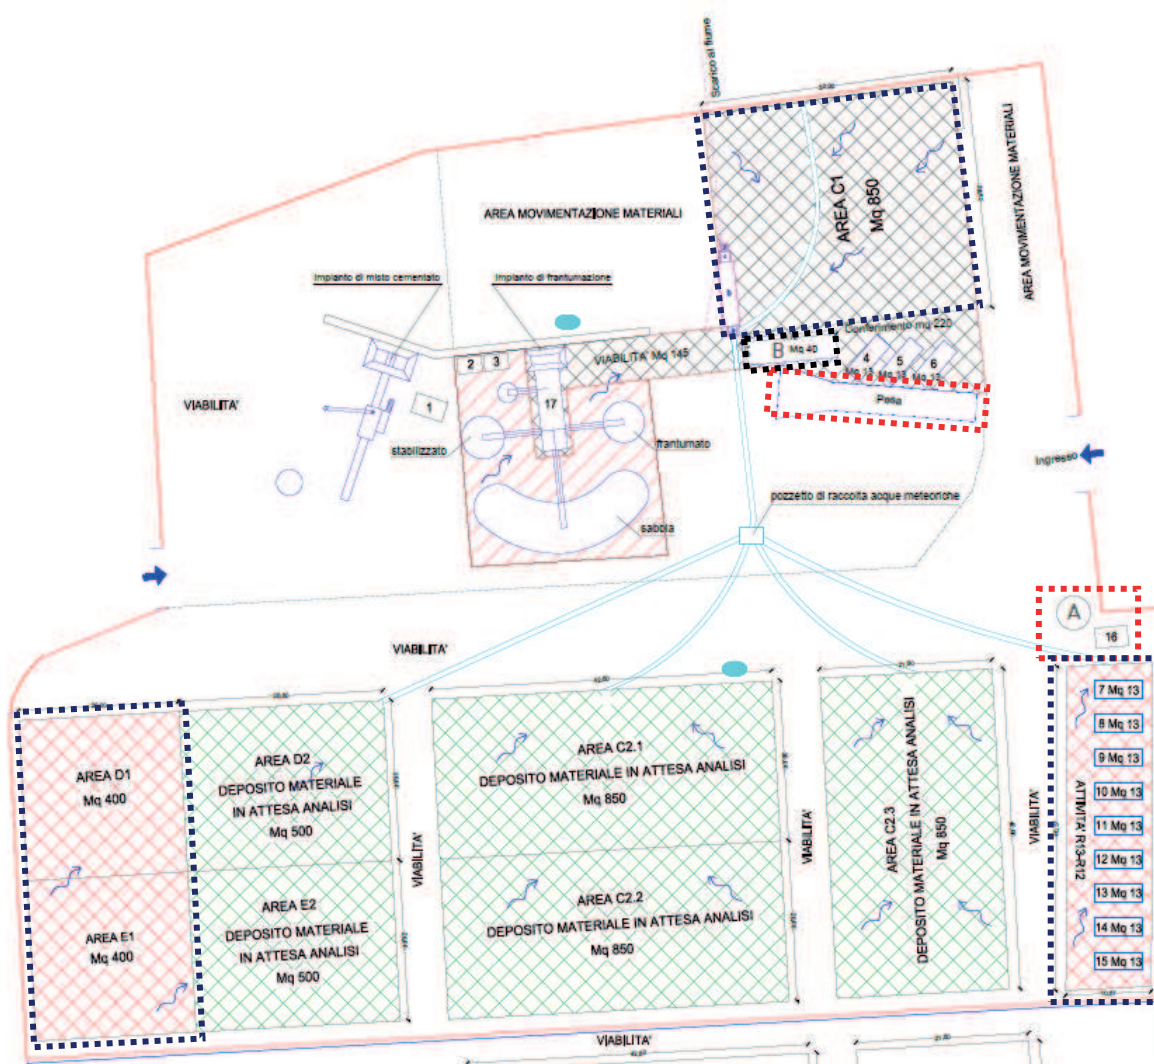 Scarico al fiume
AREA MOVIMENTAZIONE MATERIALI
AREA C1
Mq 850
AREA MOVIMENTAZIONE MATERIALI
Impianto di misto cementato
Impianto di frantumazione
Conferimento mq 220
B Mq 40
VIABILITA' Mq 145
2
3
4
5
6
Mq 13
Mq 13
Mq 13
Pesa
VIABILITA'
1
17
stabilizzato
frantumato
Ingresso
pozzetto di raccolta acque meteoriche
sabbia
A
16
VIABILITA'
7 Mq 13
8 Mq 13
9 Mq 13
10 Mq 13
11 Mq 13
12 Mq 13
13 Mq 13
14 Mq 13
15 Mq 13
ATTIVITA' R13-R12
VIABILITA'
AREA C2.3
DEPOSITO MATERIALE IN ATTESA ANALISI
Mq 850
VIABILITA'
AREA C2.1
DEPOSITO MATERIALE IN ATTESA ANALISI
Mq 850
AREA C2.2
DEPOSITO MATERIALE IN ATTESA ANALISI
Mq 850
VIABILITA'
AREA D2
DEPOSITO MATERIALE
IN ATTESA ANALISI
Mq 500
AREA E2
DEPOSITO MATERIALE
IN ATTESA ANALISI
Mq 500
AREA D1
Mq 400
AREA E1
Mq 400
VIABILITA'